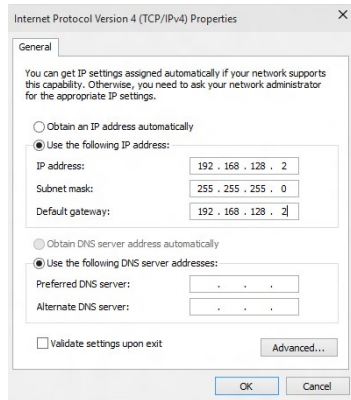 Internet Protocol Version 4 (TCP/IPv4) Properties
General
You can get IP settings assigned automatically if your network supports
this capability. Otherwise, you need to ask your network administrator
for the appropriate IP settings.
Obtain an IP address automatically
Use the following IP address:
IP address: 192 . 168 . 128 . 2
Subnet mask: 255 . 255 . 255 . 0
Default gateway: 192 . 168 . 128 . 2
Obtain DNS server address automatically
Use the following DNS server addresses:
Preferred DNS server: . . .
Alternate DNS server: . . .
Validate settings upon exit
Advanced...
OK Cancel